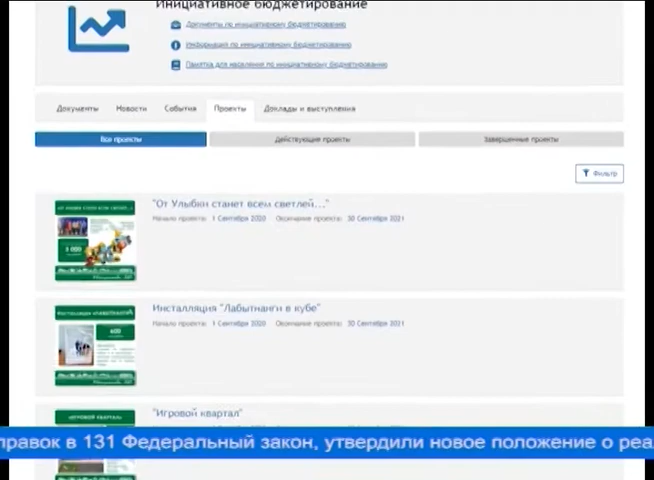 Инициативное бюджетирование
Документы по инициативному бюджетированию
Информация по инициативному бюджетированию
Памятка для населения по инициативному бюджетированию
Документы Новости События Проекты Доклады и выступления
Все проекты Действующие проекты Завершенные проекты
Фильтр
"От Улыбки станет всем светлей..."
Начало проекта: 1 Сентября 2020 Окончание проекта: 30 Сентября 2021
Инсталляция "Лабытнанги в кубе"
Начало проекта: 1 Сентября 2020 Окончание проекта: 30 Сентября 2021
"Игровой квартал"
«ИГРОВОЙ КВАРТАЛ»
правок в 131 Федеральный закон, утвердили новое положение о реа